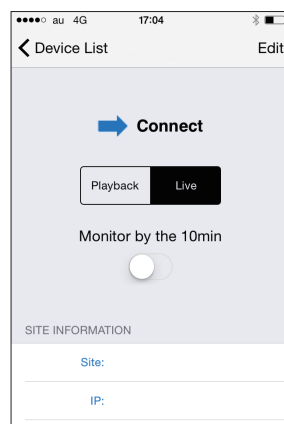 au 4G 17:04
Device List Edit
Connect
Playback Live
Monitor by the 10min
SITE INFORMATION
Site:
IP: